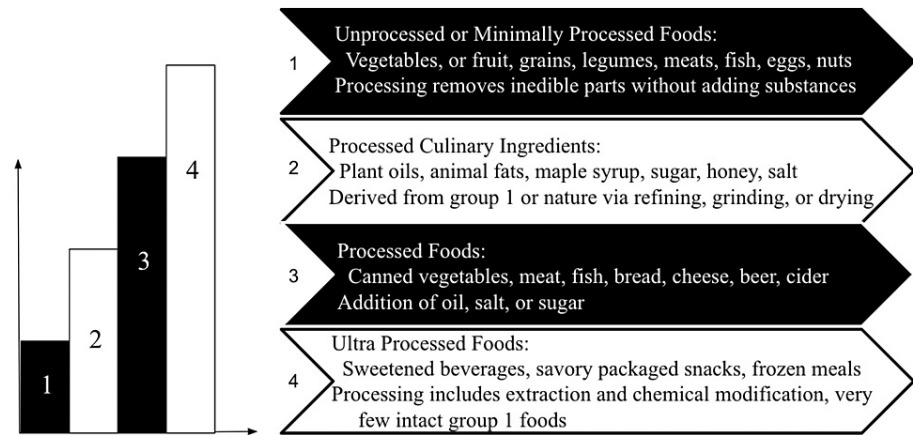 1
2
3
4
1
Unprocessed or Minimally Processed Foods:
Vegetables, or fruit, grains, legumes, meats, fish, eggs, nuts
Processing removes inedible parts without adding substances
2
Processed Culinary Ingredients:
Plant oils, animal fats, maple syrup, sugar, honey, salt
Derived from group 1 or nature via refining, grinding, or drying
3
Processed Foods:
Canned vegetables, meat, fish, bread, cheese, beer, cider
Addition of oil, salt, or sugar
4
Ultra Processed Foods:
Sweetened beverages, savory packaged snacks, frozen meals
Processing includes extraction and chemical modification, very
few intact group 1 foods